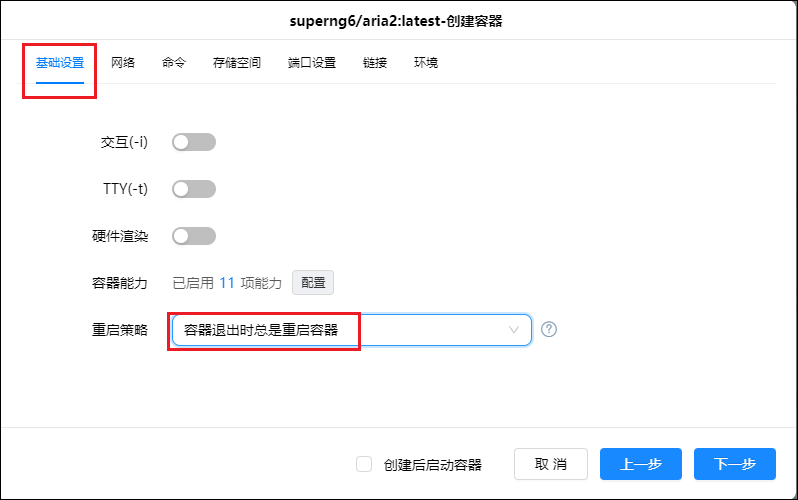 superng6/aria2:latest-创建容器
基础设置 网络 命令 存储空间 端口设置 链接 环境
交互(-i)
TTY(-t)
硬件渲染
容器能力 已启用 11 项能力 配置
重启策略 容器退出时总是重启容器 ?
创建后启动容器 取 消 上一步 下一步